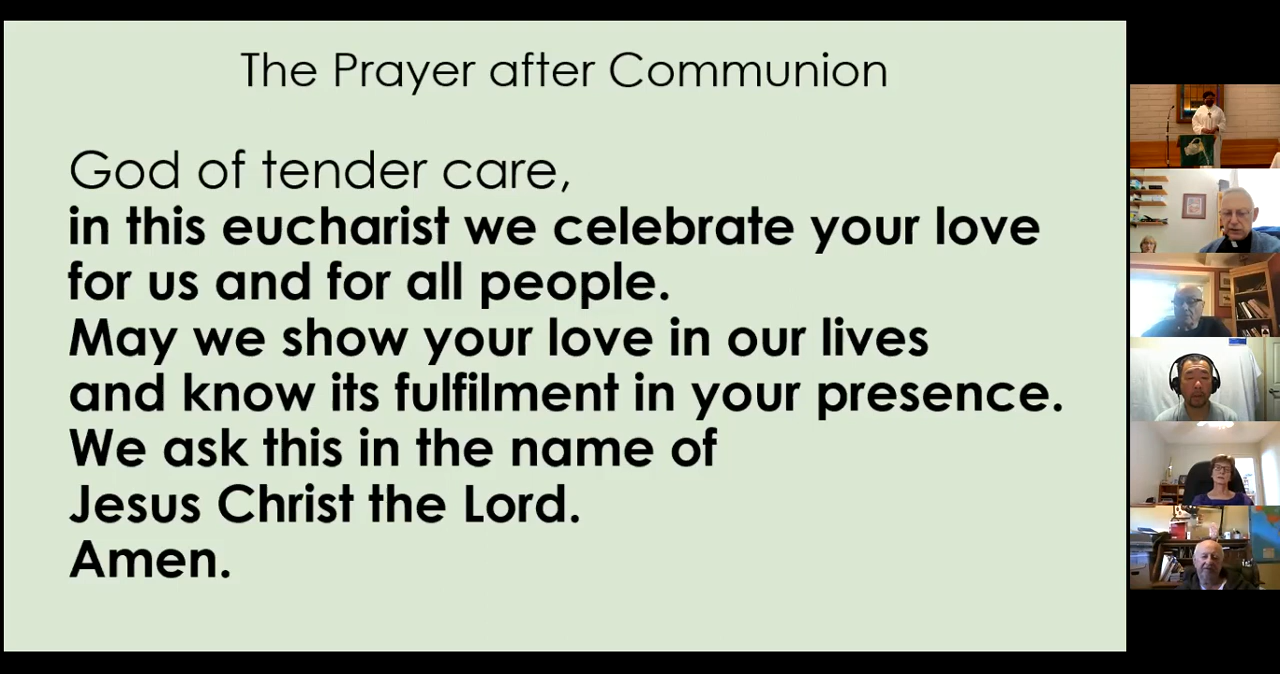 The Prayer after Communion
God of tender care,
in this eucharist we celebrate your love
for us and for all people.
May we show your love in our lives
and know its fulfilment in your presence.
We ask this in the name of
Jesus Christ the Lord.
Amen.